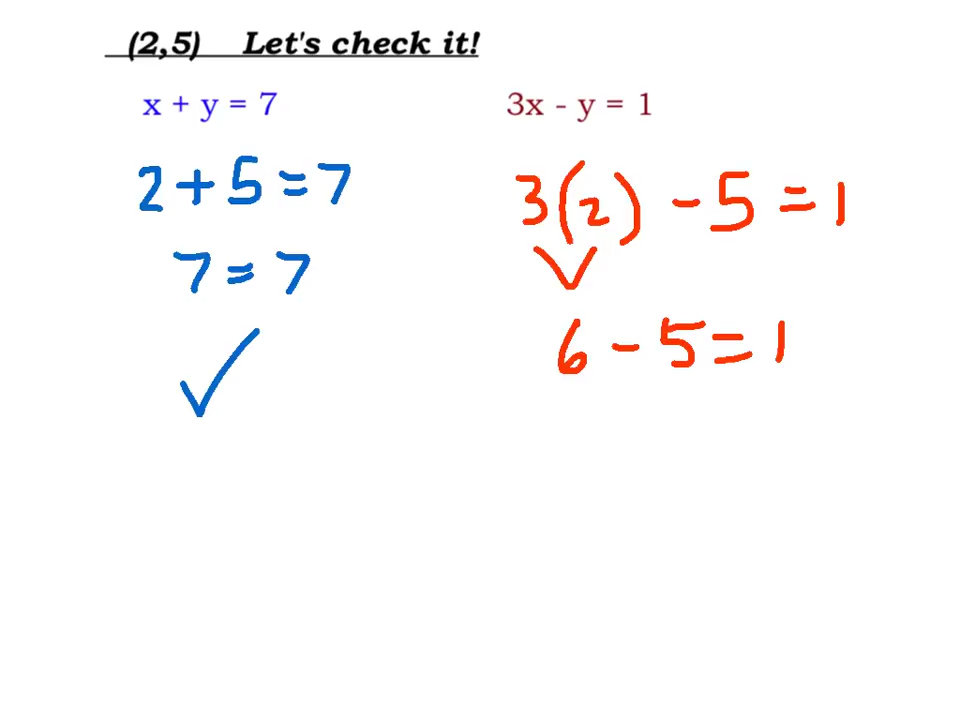 (2,5) Let's check it!
x + y = 7
2 + 5 = 7
7 = 7
3x - y = 1
3(2) - 5 = 1
6 - 5 = 1